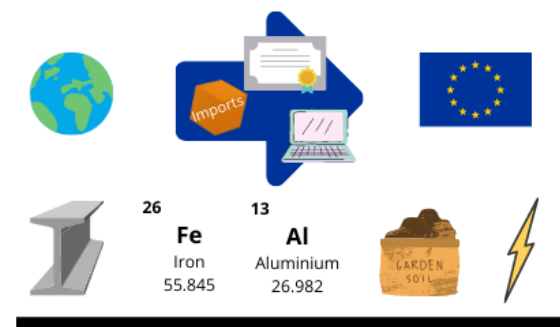 Imports
26
Fe
Iron
55.845
13
Al
Aluminium
26.982
GARDEN
SOIL